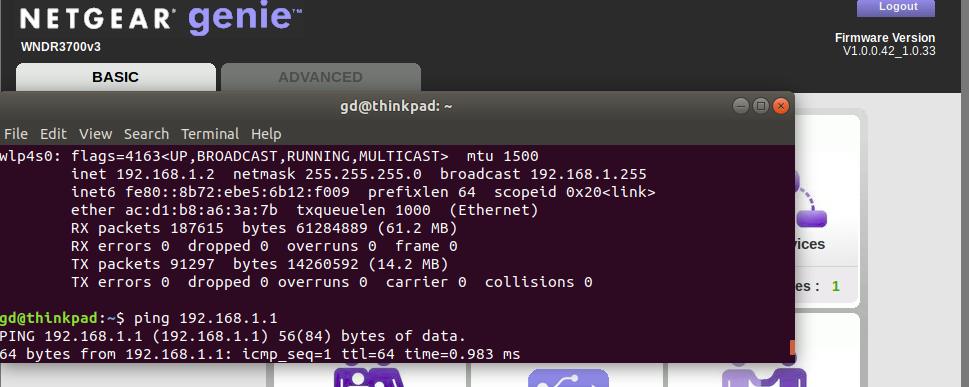 NETGEAR® genie™
Logout
WNDR3700v3
Firmware Version
V1.0.0.42_1.0.33
BASIC
ADVANCED
gd@thinkpad: ~
File Edit View Search Terminal Help
wlp4s0: flags=4163<UP,BROADCAST,RUNNING,MULTICAST>  mtu 1500
        inet 192.168.1.2  netmask 255.255.255.0  broadcast 192.168.1.255
        inet6 fe80::8b72:ebe5:6b12:f009  prefixlen 64  scopeid 0x20<link>
        ether ac:d1:b8:a6:3a:7b  txqueuelen 1000  (Ethernet)
        RX packets 187615  bytes 61284889 (61.2 MB)
        RX errors 0  dropped 0  overruns 0  frame 0
        TX packets 91297  bytes 14260592 (14.2 MB)
        TX errors 0  dropped 0 overruns 0  carrier 0  collisions 0
gd@thinkpad:~$ ping 192.168.1.1
PING 192.168.1.1 (192.168.1.1) 56(84) bytes of data.
64 bytes from 192.168.1.1: icmp_seq=1 ttl=64 time=0.983 ms
vices
es : 1